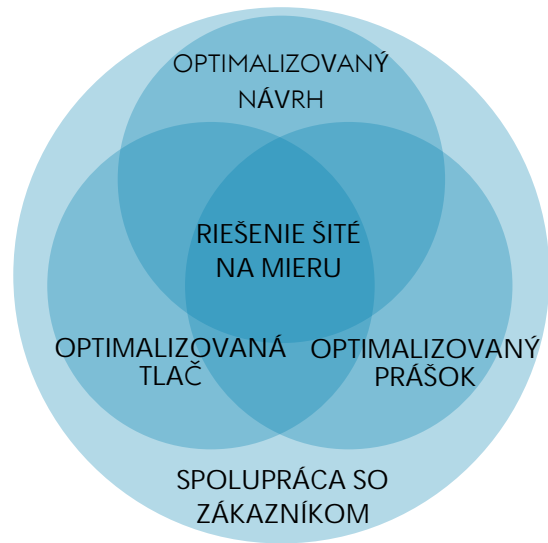 OPTIMALIZOVANÝ
NÁVRH
RIEŠENIE ŠITÉ
NA MIERU
OPTIMALIZOVANÁ
TLAČ
OPTIMALIZOVANÝ
PRÁŠOK
SPOLUPRÁCA SO
ZÁKAZNÍKOM